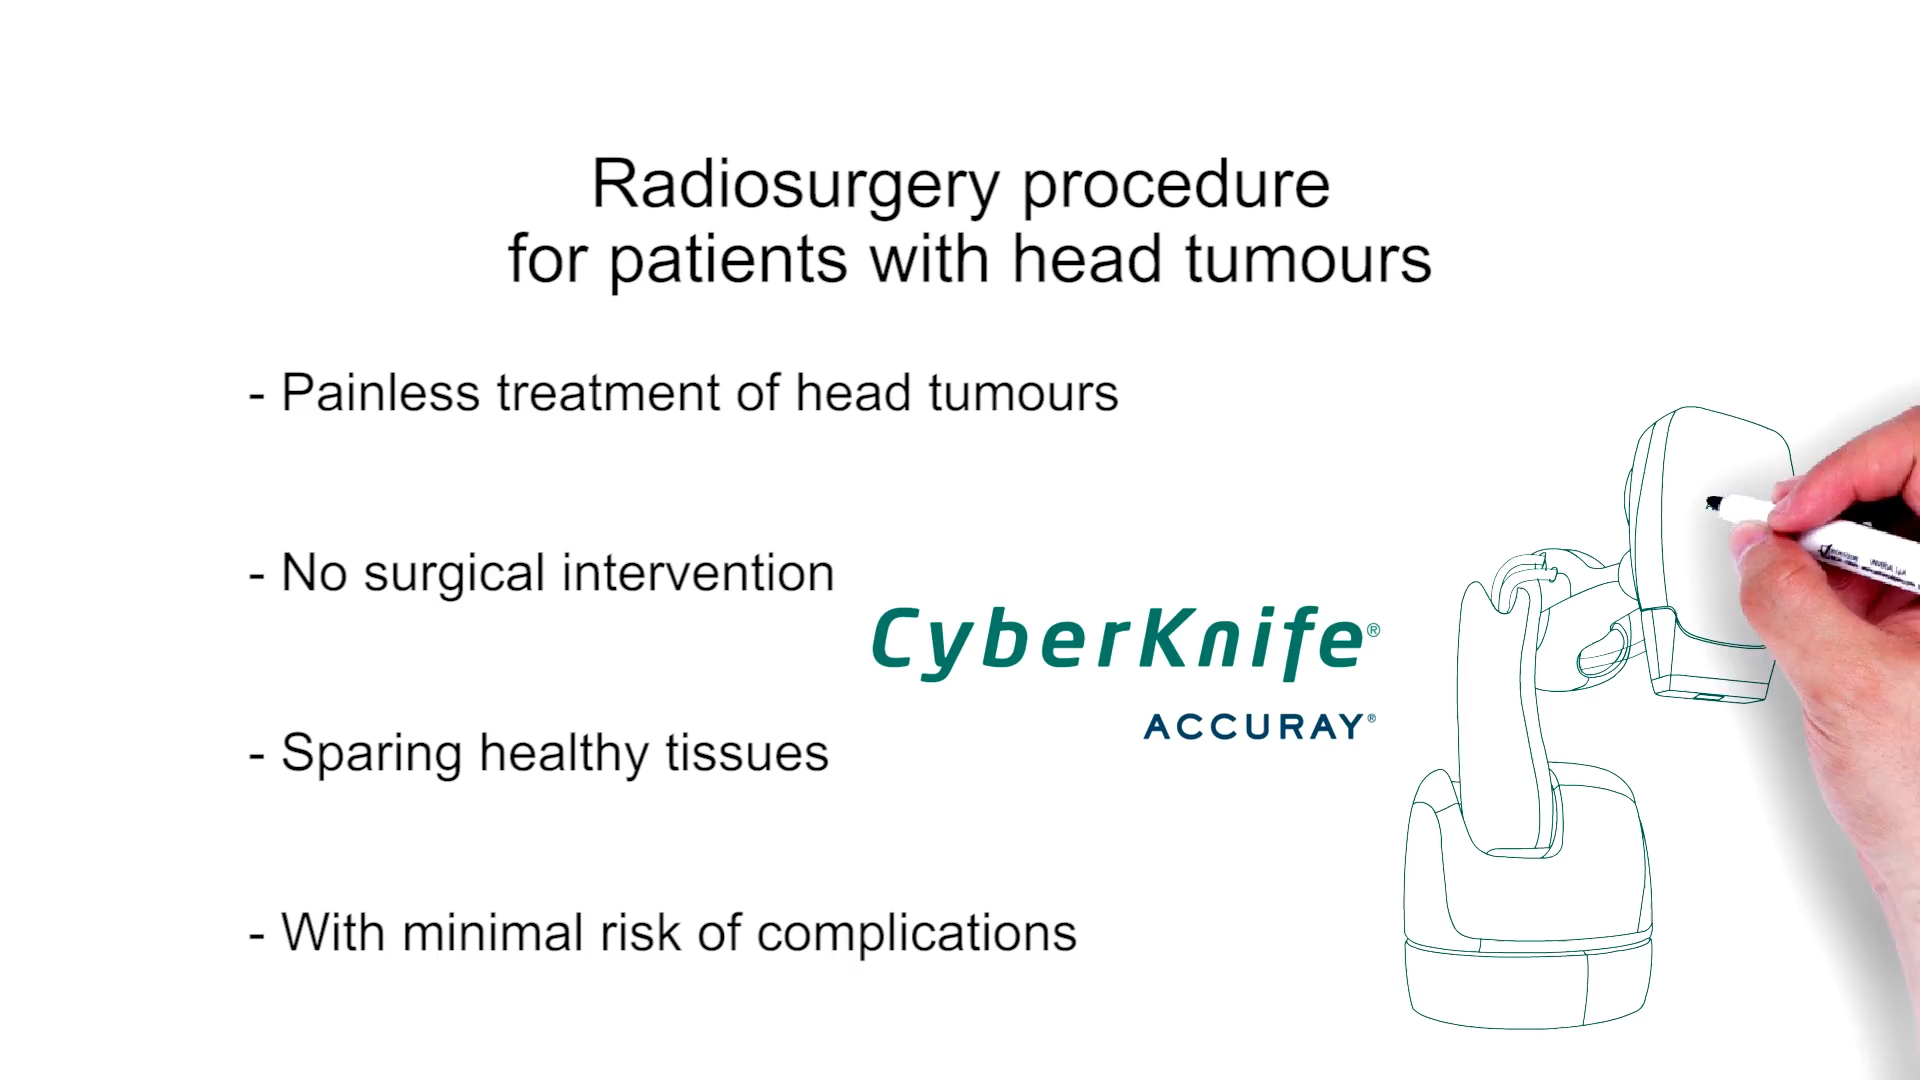 Radiosurgery procedure
for patients with head tumours
- Painless treatment of head tumours
- No surgical intervention
CyberKnife®
ACCURAY®
- Sparing healthy tissues
- With minimal risk of complications